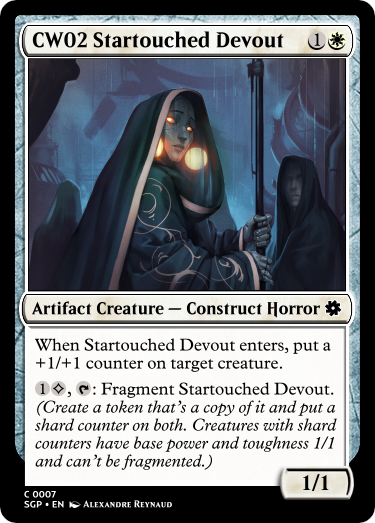 CW02 Startouched Devout 1
Artifact Creature — Construct Horror
When Startouched Devout enters, put a
+1/+1 counter on target creature.
1, : Fragment Startouched Devout.
(Create a token that's a copy of it and put a
shard counter on both. Creatures with shard
counters have base power and toughness 1/1
and can't be fragmented.)
1/1
C 0007
SGP • EN Alexandre Reynaud